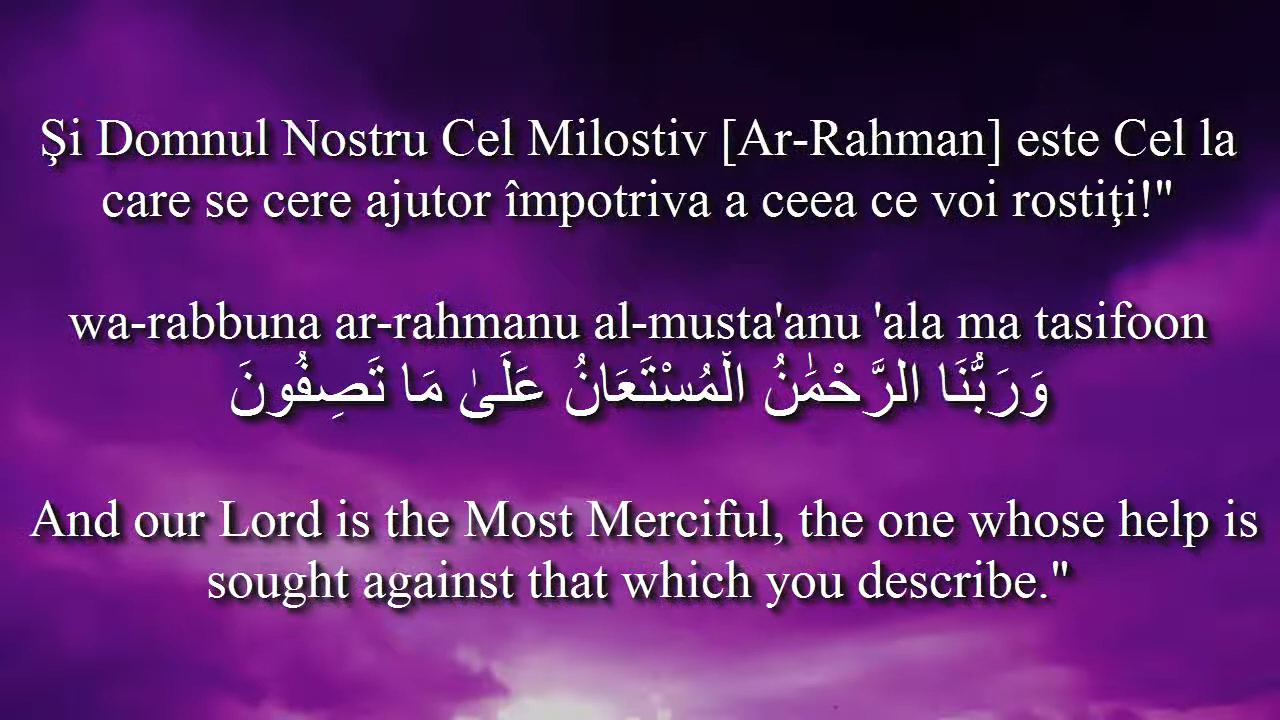 Şi Domnul Nostru Cel Milostiv [Ar-Rahman] este Cel la
care se cere ajutor împotriva a ceea ce voi rostiţi!"
wa-rabbuna ar-rahmanu al-musta'anu 'ala ma tasifoon
وَرَبُّنَا الرَّحْمَٰنُ الْمُسْتَعَانُ عَلَىٰ مَا تَصِفُونَ
And our Lord is the Most Merciful, the one whose help is
sought against that which you describe."